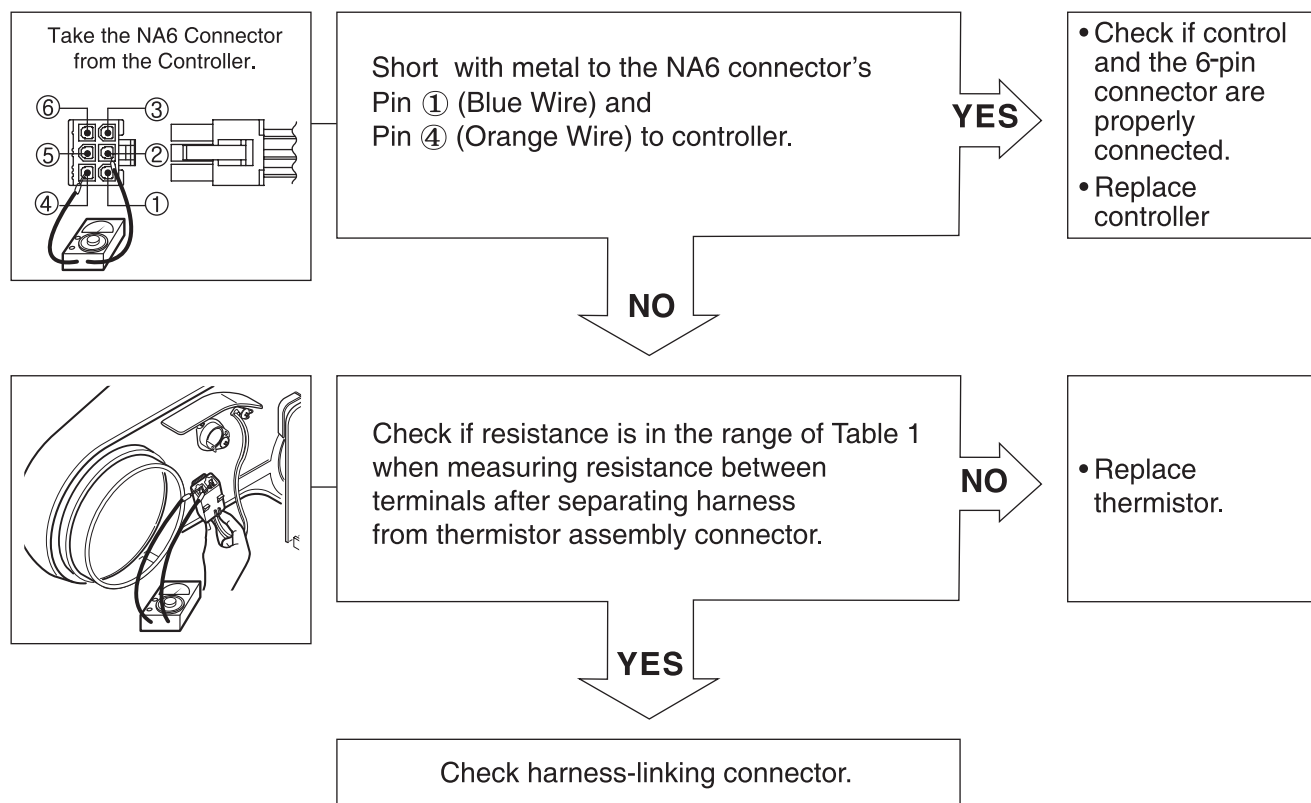 Take the NA6 Connector
from the Controller.
⑥
③
⑤
②
④
①
Short with metal to the NA6 connector's
Pin ① (Blue Wire) and
Pin ④ (Orange Wire) to controller.
YES
• Check if control
and the 6-pin
connector are
properly
connected.
• Replace
controller
NO
Check if resistance is in the range of Table 1
when measuring resistance between
terminals after separating harness
from thermistor assembly connector.
NO
• Replace
thermistor.
YES
Check harness-linking connector.